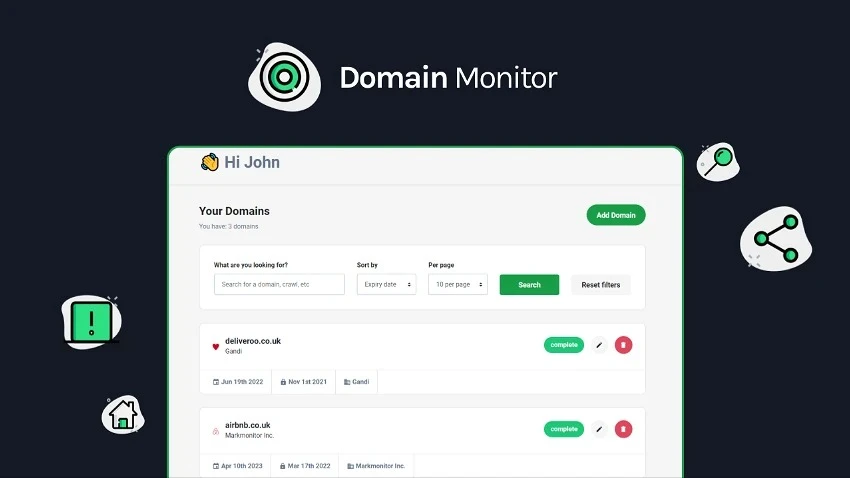 Domain Monitor
Hi John
Your Domains
Add Domain
You have: 3 domains
What are you looking for?
Sort by
Per page
Search for a domain, crawl, etc
Expiry date
10 per page
Search
Reset filters
deliveroo.co.uk
Gandi
complete
Jun 19th 2022
Nov 1st 2021
Gandi
airbnb.co.uk
Markmonitor Inc.
complete
Apr 10th 2023
Mar 17th 2022
Markmonitor Inc.